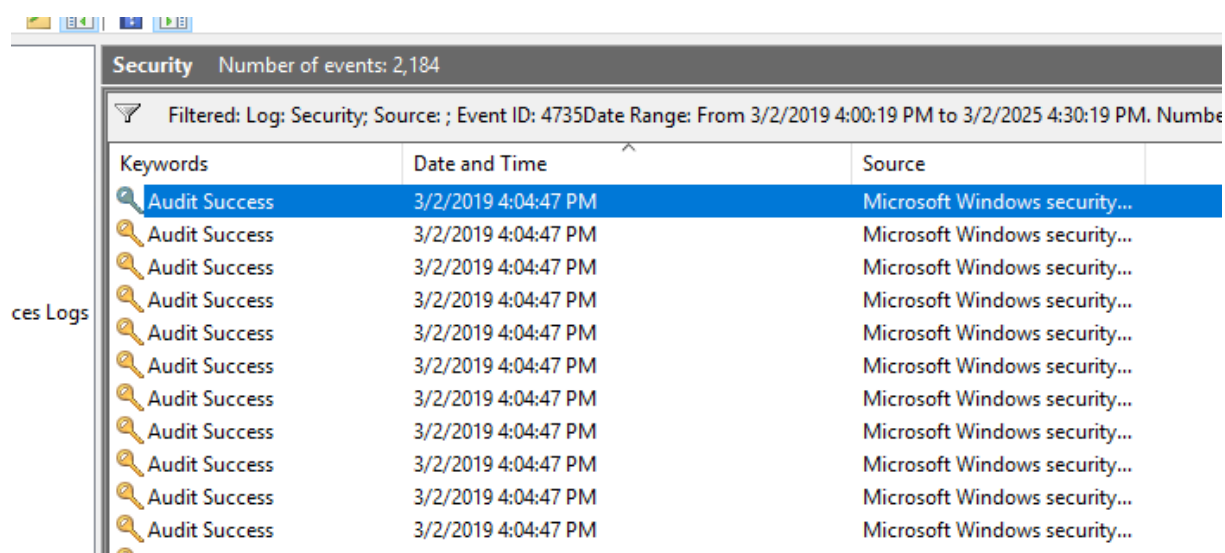 Security Number of events: 2,184
Filtered: Log: Security; Source: ; Event ID: 4735Date Range: From 3/2/2019 4:00:19 PM to 3/2/2025 4:30:19 PM. Numbe
Keywords Date and Time Source
Audit Success 3/2/2019 4:04:47 PM Microsoft Windows security...
Audit Success 3/2/2019 4:04:47 PM Microsoft Windows security...
Audit Success 3/2/2019 4:04:47 PM Microsoft Windows security...
Audit Success 3/2/2019 4:04:47 PM Microsoft Windows security...
ces Logs
Audit Success 3/2/2019 4:04:47 PM Microsoft Windows security...
Audit Success 3/2/2019 4:04:47 PM Microsoft Windows security...
Audit Success 3/2/2019 4:04:47 PM Microsoft Windows security...
Audit Success 3/2/2019 4:04:47 PM Microsoft Windows security...
Audit Success 3/2/2019 4:04:47 PM Microsoft Windows security...
Audit Success 3/2/2019 4:04:47 PM Microsoft Windows security...
Audit Success 3/2/2019 4:04:47 PM Microsoft Windows security...